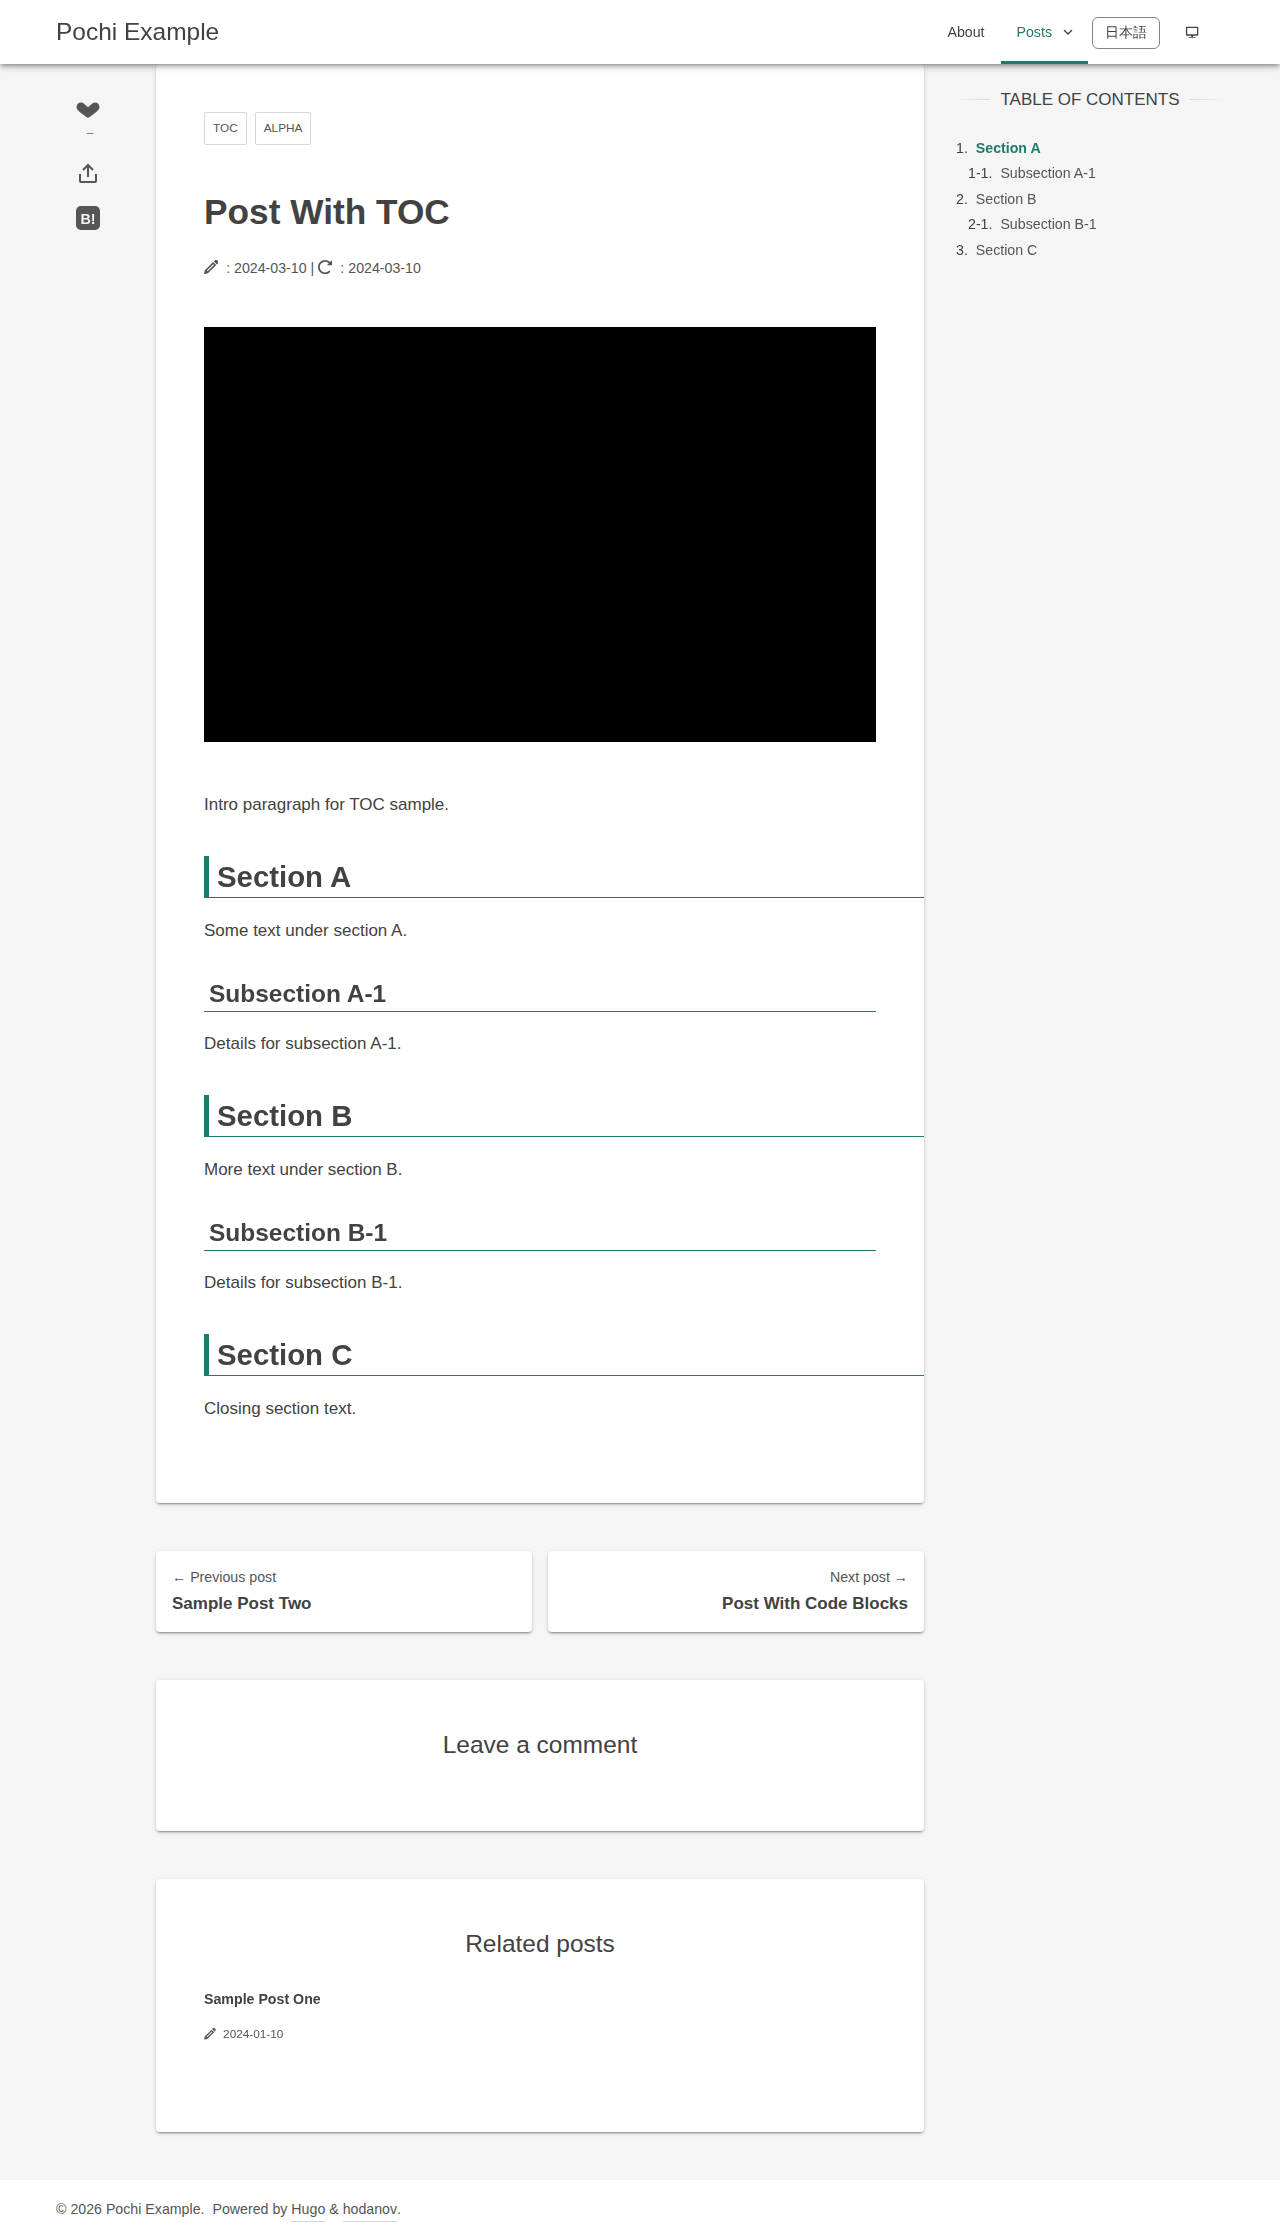 Pochi Example
About Posts 日本語
–
B!
TOC ALPHA
Post With TOC
: 2024-03-10 | : 2024-03-10
TABLE OF CONTENTS
1. Section A
1-1. Subsection A-1
2. Section B
2-1. Subsection B-1
3. Section C
Intro paragraph for TOC sample.
Section A
Some text under section A.
Subsection A-1
Details for subsection A-1.
Section B
More text under section B.
Subsection B-1
Details for subsection B-1.
Section C
Closing section text.
← Previous post
Sample Post Two
Next post →
Post With Code Blocks
Leave a comment
Related posts
Sample Post One
2024-01-10
© 2026 Pochi Example. Powered by Hugo & hodanov.